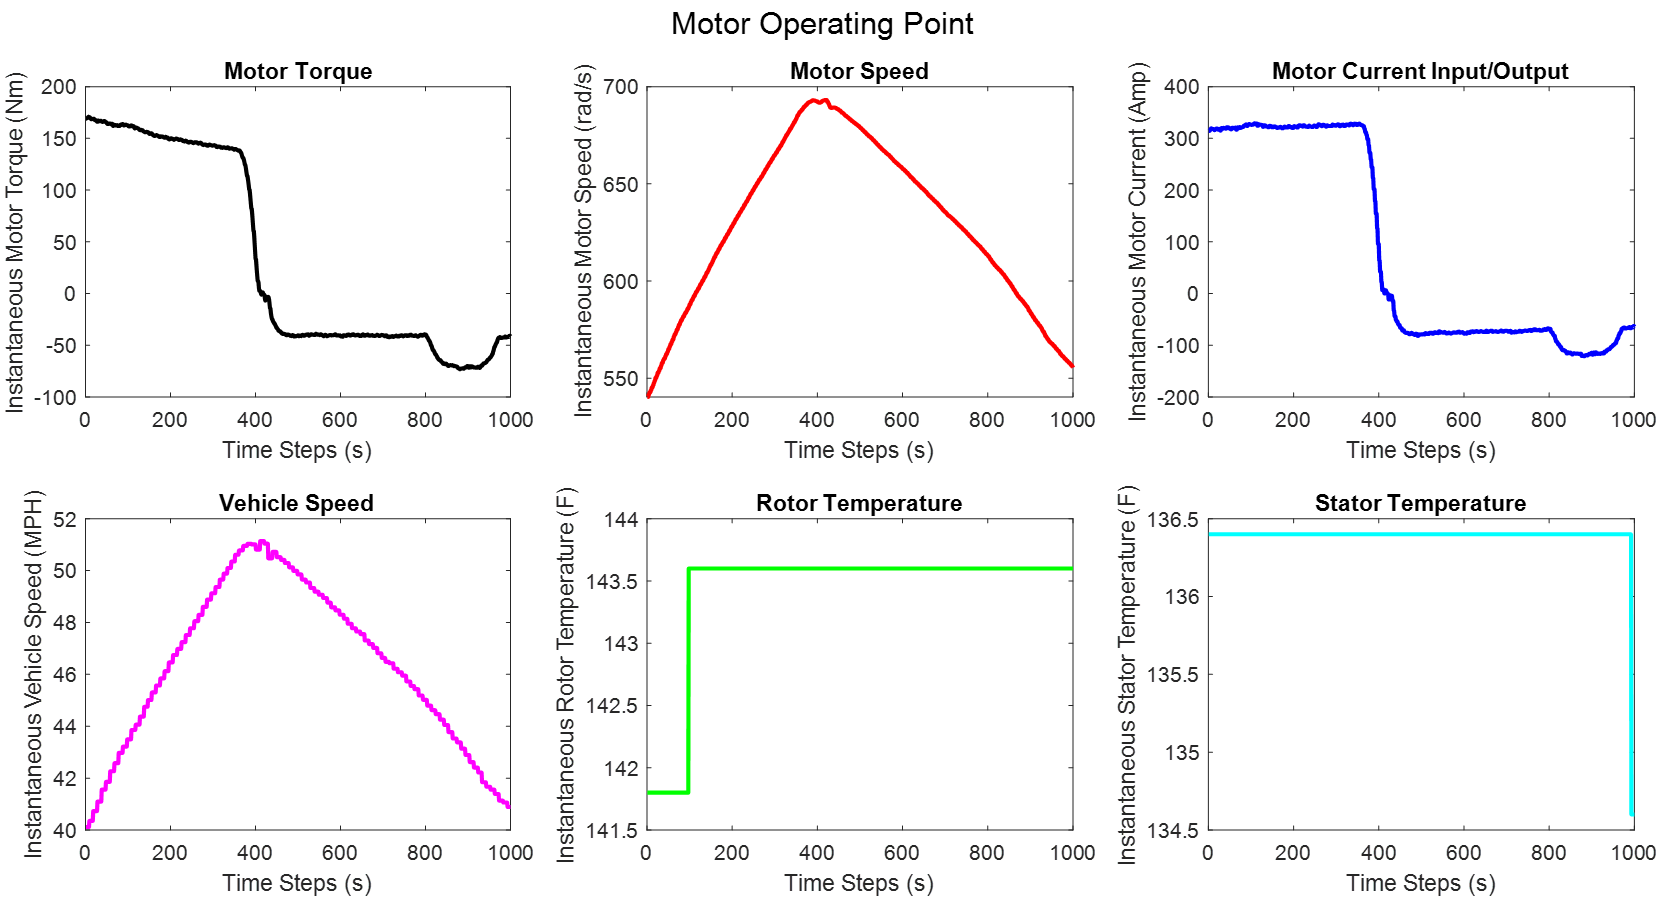 Motor Operating Point
Motor Torque
Instantaneous Motor Torque (Nm)
200
150
100
50
0
-50
-100
0 200 400 600 800 1000
Time Steps (s)
Motor Speed
Instantaneous Motor Speed (rad/s)
700
650
600
550
0 200 400 600 800 1000
Time Steps (s)
Motor Current Input/Output
Instantaneous Motor Current (Amp)
400
300
200
100
0
-100
-200
0 200 400 600 800 1000
Time Steps (s)
Vehicle Speed
Instantaneous Vehicle Speed (MPH)
52
50
48
46
44
42
40
0 200 400 600 800 1000
Time Steps (s)
Rotor Temperature
Instantaneous Rotor Temperature (F)
144
143.5
143
142.5
142
141.5
0 200 400 600 800 1000
Time Steps (s)
Stator Temperature
Instantaneous Stator Temperature (F)
136.5
136
135.5
135
134.5
0 200 400 600 800 1000
Time Steps (s)